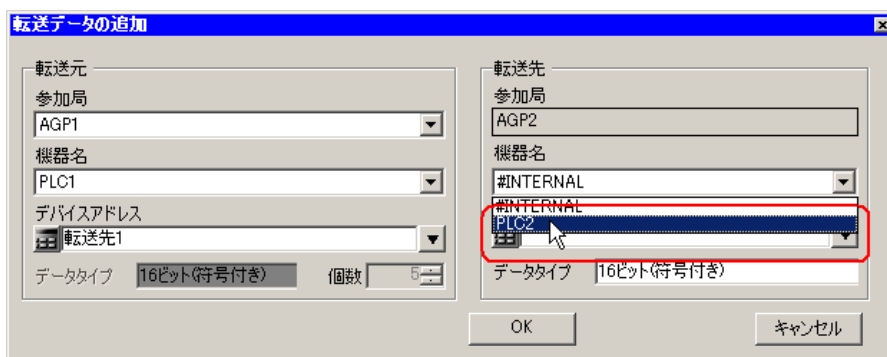 転送データの追加
転送元
参加局
AGP1
機器名
PLC1
デバイスアドレス
転送先1
データタイプ 16ビット(符号付き) 個数 5
転送先
参加局
AGP2
機器名
#INTERNAL
#INTERNAL
PLC2
データタイプ 16ビット(符号付き)
OK キャンセル